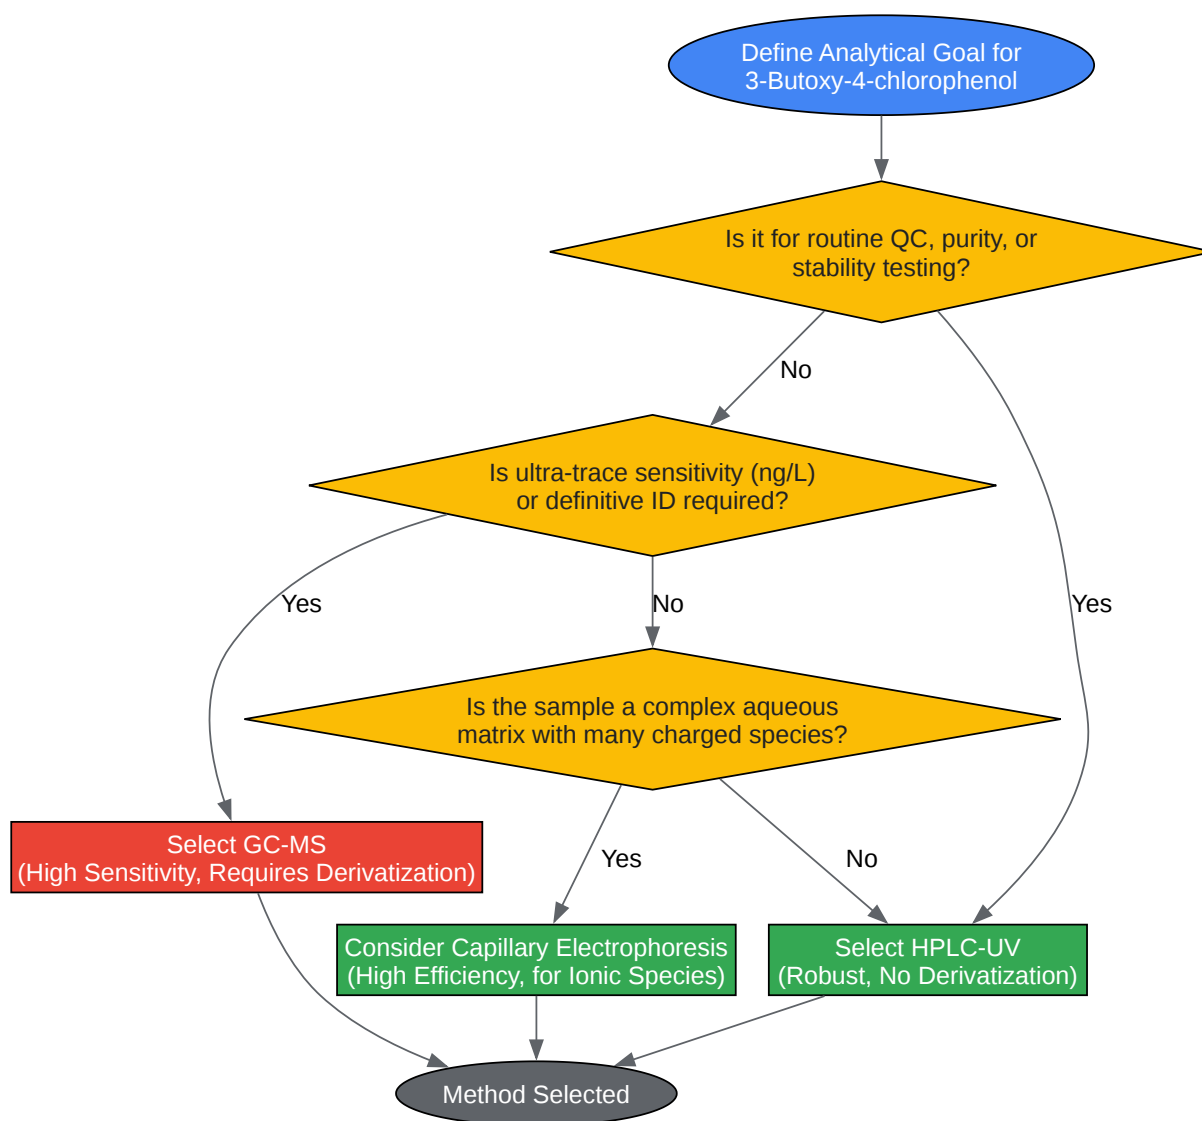 Define Analytical Goal for
3-Butoxy-4-chlorophenol
Is it for routine QC, purity, or
stability testing?
No
Is ultra-trace sensitivity (ng/L)
or definitive ID required?
Yes
No
Yes
Is the sample a complex aqueous
matrix with many charged species?
Select GC-MS
(High Sensitivity, Requires Derivatization)
Yes
No
Consider Capillary Electrophoresis
(High Efficiency, for Ionic Species)
Select HPLC-UV
(Robust, No Derivatization)
Method Selected